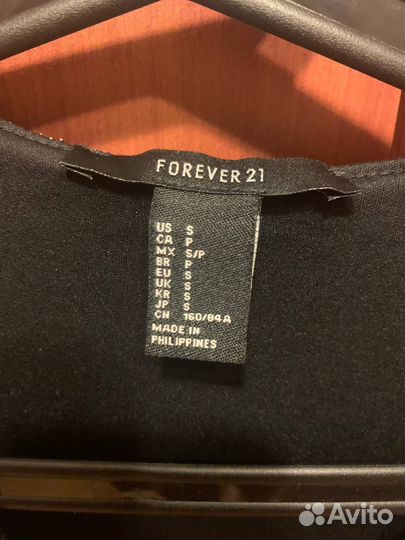 FOREVER 21
US S
CA P
MX S/P
BR P
EU S
UK S
KR S
JP S
CN 160/84A
MADE IN
PHILIPPINES
Avito